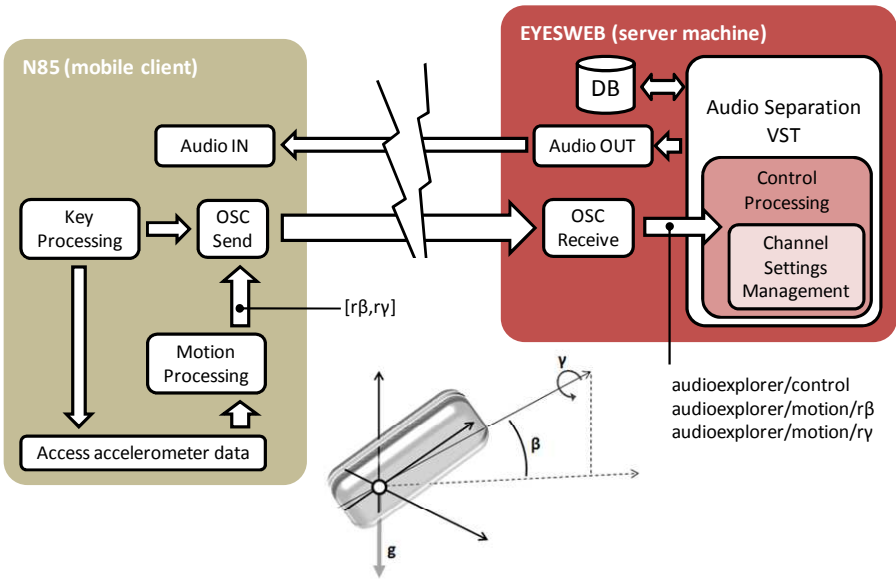 EYESWEB (server machine)
N85 (mobile client)
DB
Audio Separation
VST
Audio IN
Audio OUT
Control
Processing
Key
Processing
OSC
Send
OSC
Receive
Channel
Settings
Management
[rβ,rγ]
Motion
Processing
γ
audioexplorer/control
audioexplorer/motion/rβ
audioexplorer/motion/rγ
β
Access accelerometer data
g